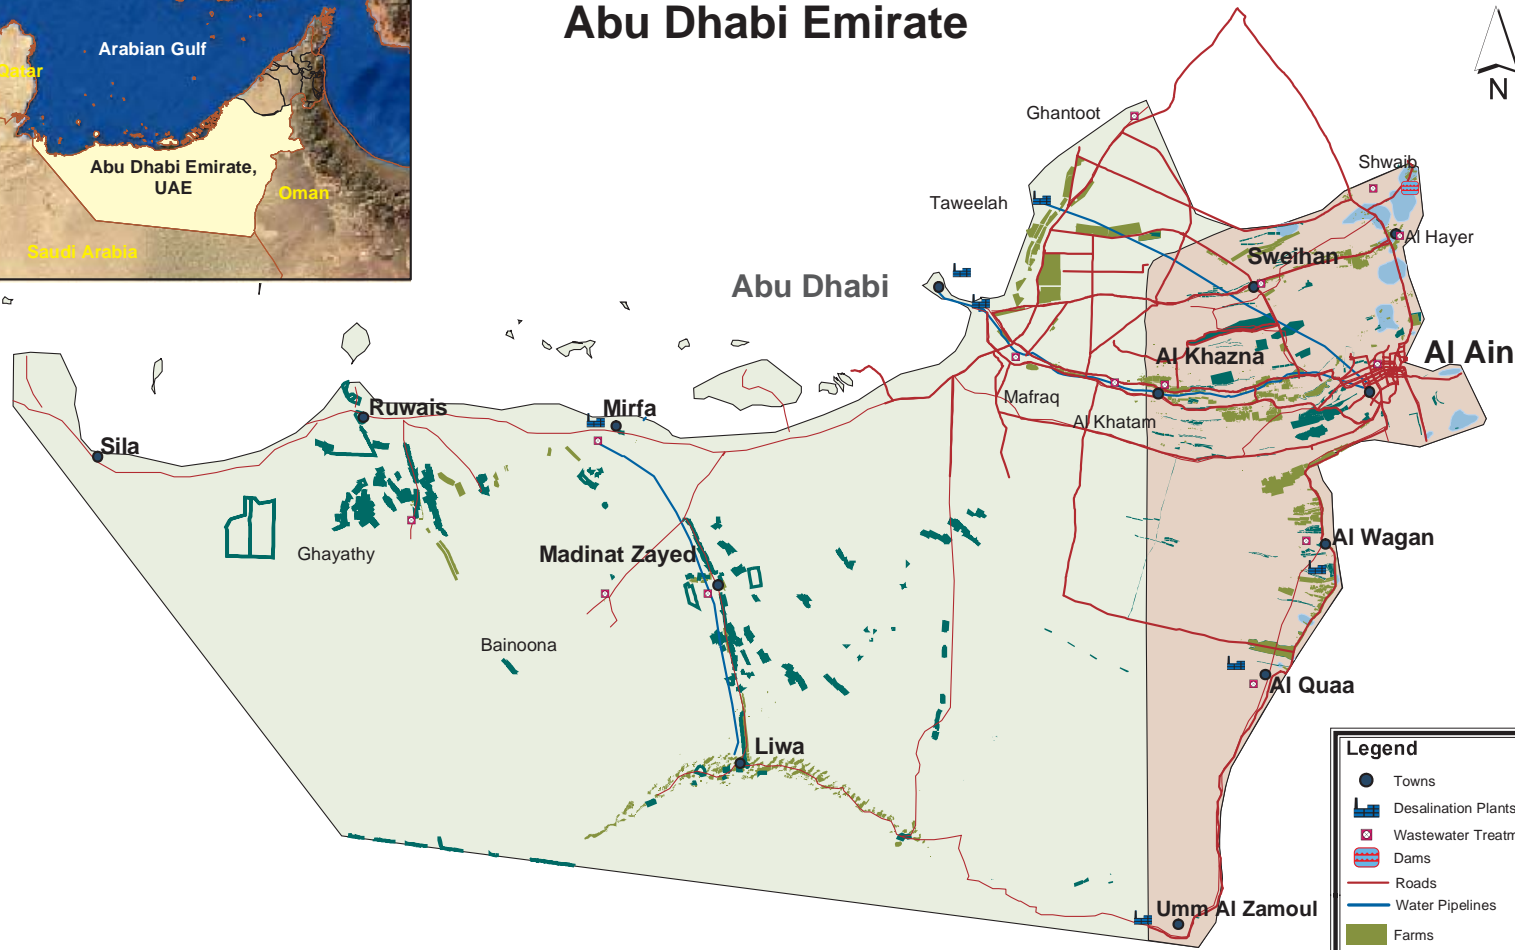 Abu Dhabi Emirate
Arabian Gulf
Qatar
Abu Dhabi Emirate,
UAE
Oman
Saudi Arabia
N
Ghantoot
Shwaib
Taweelah
Al Hayer
Sweihan
Abu Dhabi
Al Khazna
Al Ain
Mafraq
Al Khatam
Ruwais
Mirfa
Sila
Ghayathy
Madinat Zayed
Al Wagan
Bainoona
Al Quaa
Liwa
Umm Al Zamoul
Legend
Towns
Desalination Plants
Wastewater Treatm
Dams
Roads
Water Pipelines
Farms